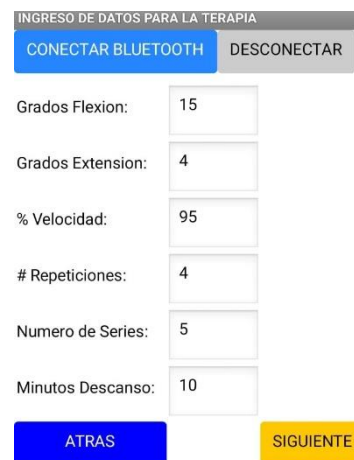 INGRESO DE DATOS PARA LA TERAPIA
CONECTAR BLUETOOTH DESCONECTAR
Grados Flexion: 15
Grados Extension: 4
% Velocidad: 95
# Repeticiones: 4
Numero de Series: 5
Minutos Descanso: 10
ATRAS SIGUIENTE